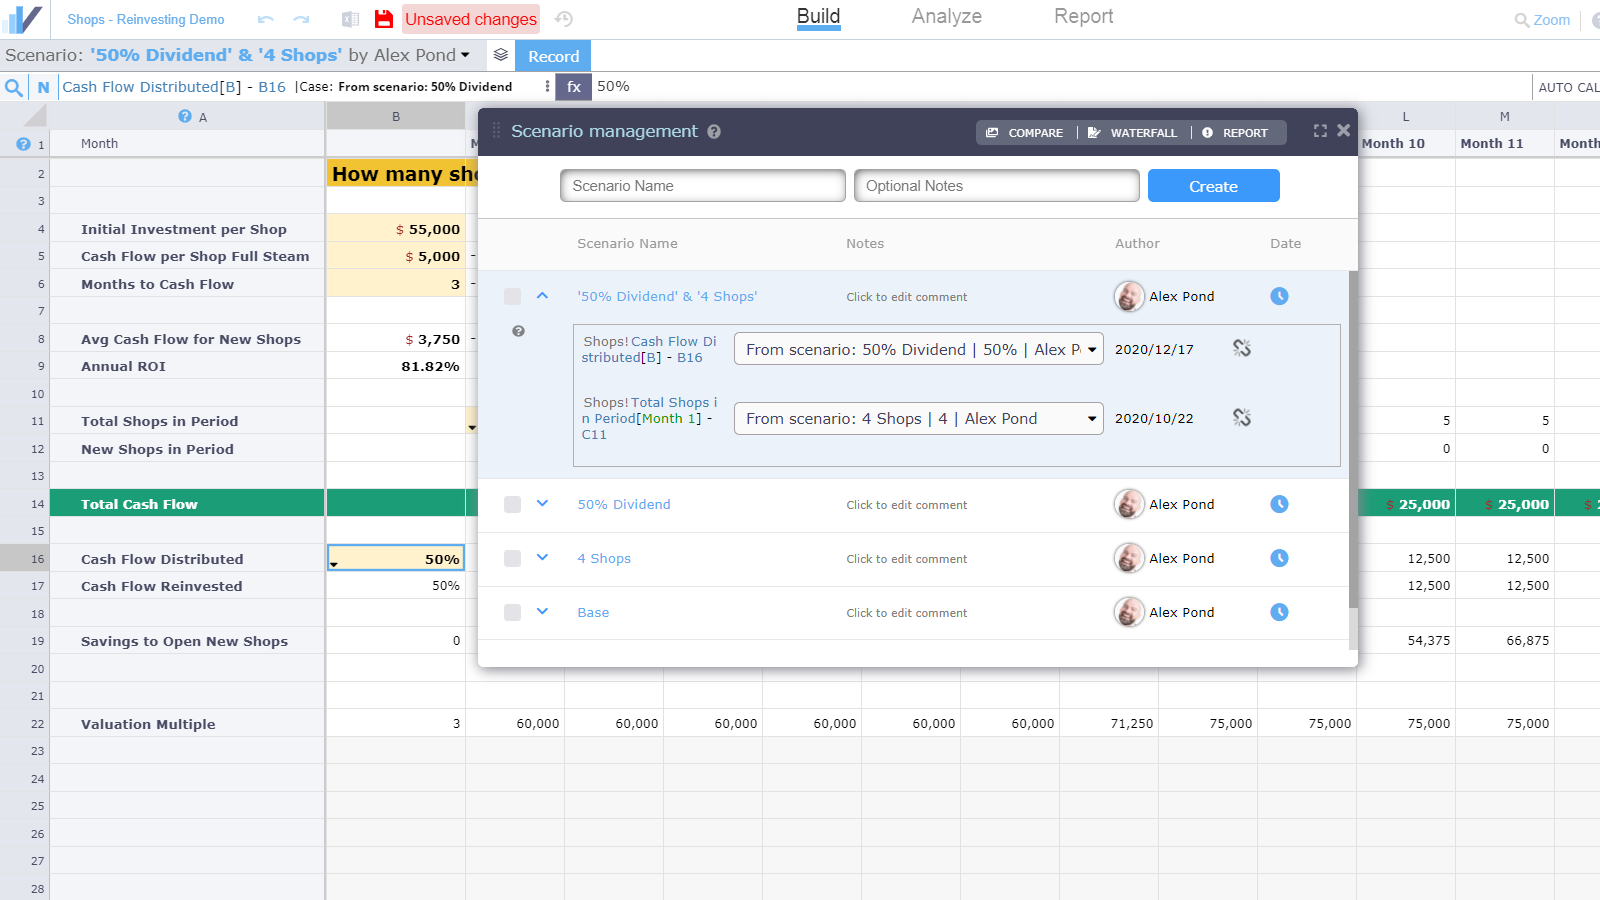 Shops - Reinvesting Demo
Unsaved changes
Build
Analyze
Report
Zoom
Scenario: '50% Dividend' & '4 Shops' by Alex Pond
Record
N
Cash Flow Distributed[B] - B16 |Case: From scenario: 50% Dividend
fx
50%
AUTO CAL
A
B
L
M
1
Month
M
Month 10
Month 11
Month
2
How many sho
3
4
Initial Investment per Shop
$ 55,000
5
Cash Flow per Shop Full Steam
$ 5,000
6
Months to Cash Flow
3
7
8
Avg Cash Flow for New Shops
$ 3,750
9
Annual ROI
81.82%
10
11
Total Shops in Period
5
5
12
New Shops in Period
0
0
13
14
Total Cash Flow
$ 25,000
$ 25,000
$ 2
15
16
Cash Flow Distributed
50%
12,500
12,500
17
Cash Flow Reinvested
50%
12,500
12,500
18
19
Savings to Open New Shops
0
54,375
66,875
20
21
22
Valuation Multiple
3
60,000
60,000
60,000
60,000
60,000
60,000
71,250
75,000
75,000
75,000
75,000
23
24
25
26
27
28
Scenario management
COMPARE
WATERFALL
REPORT
Scenario Name
Optional Notes
Create
Scenario Name
Notes
Author
Date
'50% Dividend' & '4 Shops'
Click to edit comment
Alex Pond
Shops!Cash Flow Di
stributed[B] - B16
From scenario: 50% Dividend | 50% | Alex P
2020/12/17
Shops!Total Shops i
n Period[Month 1] -
C11
From scenario: 4 Shops | 4 | Alex Pond
2020/10/22
50% Dividend
Click to edit comment
Alex Pond
4 Shops
Click to edit comment
Alex Pond
Base
Click to edit comment
Alex Pond